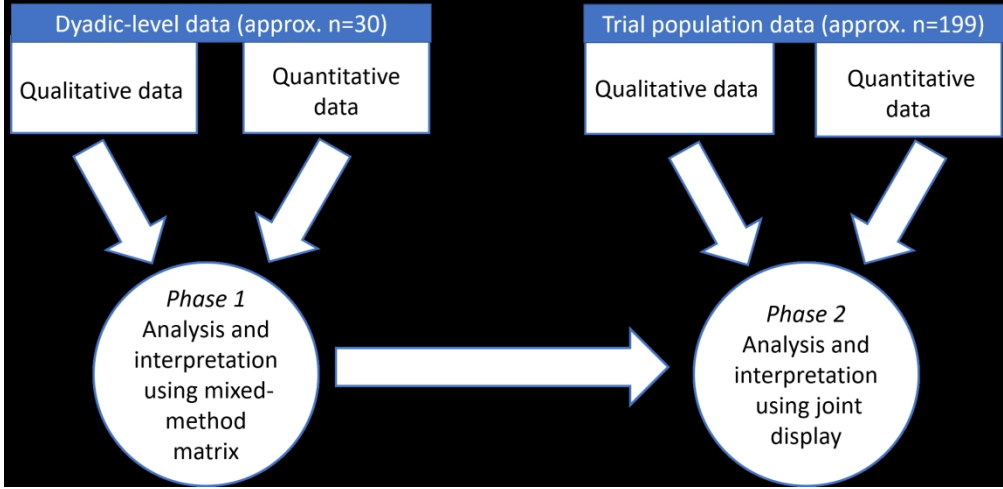 Dyadic-level data (approx. n=30)
Qualitative data
Quantitative
data
Phase 1
Analysis and
interpretation
using mixed-
method
matrix
Trial population data (approx. n=199)
Qualitative data
Quantitative
data
Phase 2
Analysis and
interpretation
using joint
display